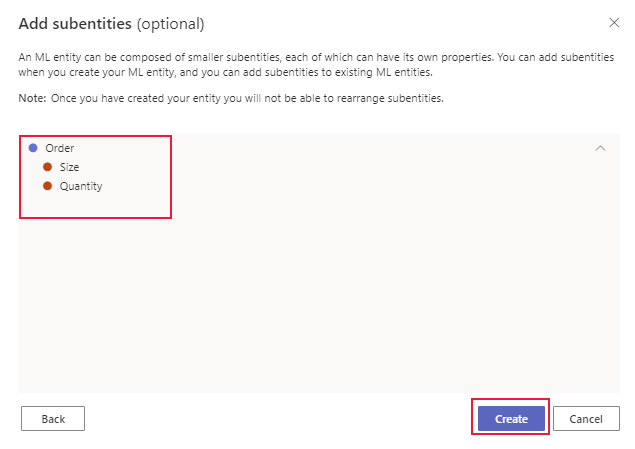 Add subentities (optional)
An ML entity can be composed of smaller subentities, each of which can have its own properties. You can add subentities
when you create your ML entity, and you can add subentities to existing ML entities.
Note: Once you have created your entity you will not be able to rearrange subentities.
Order
Size
Quantity
Back
Create
Cancel